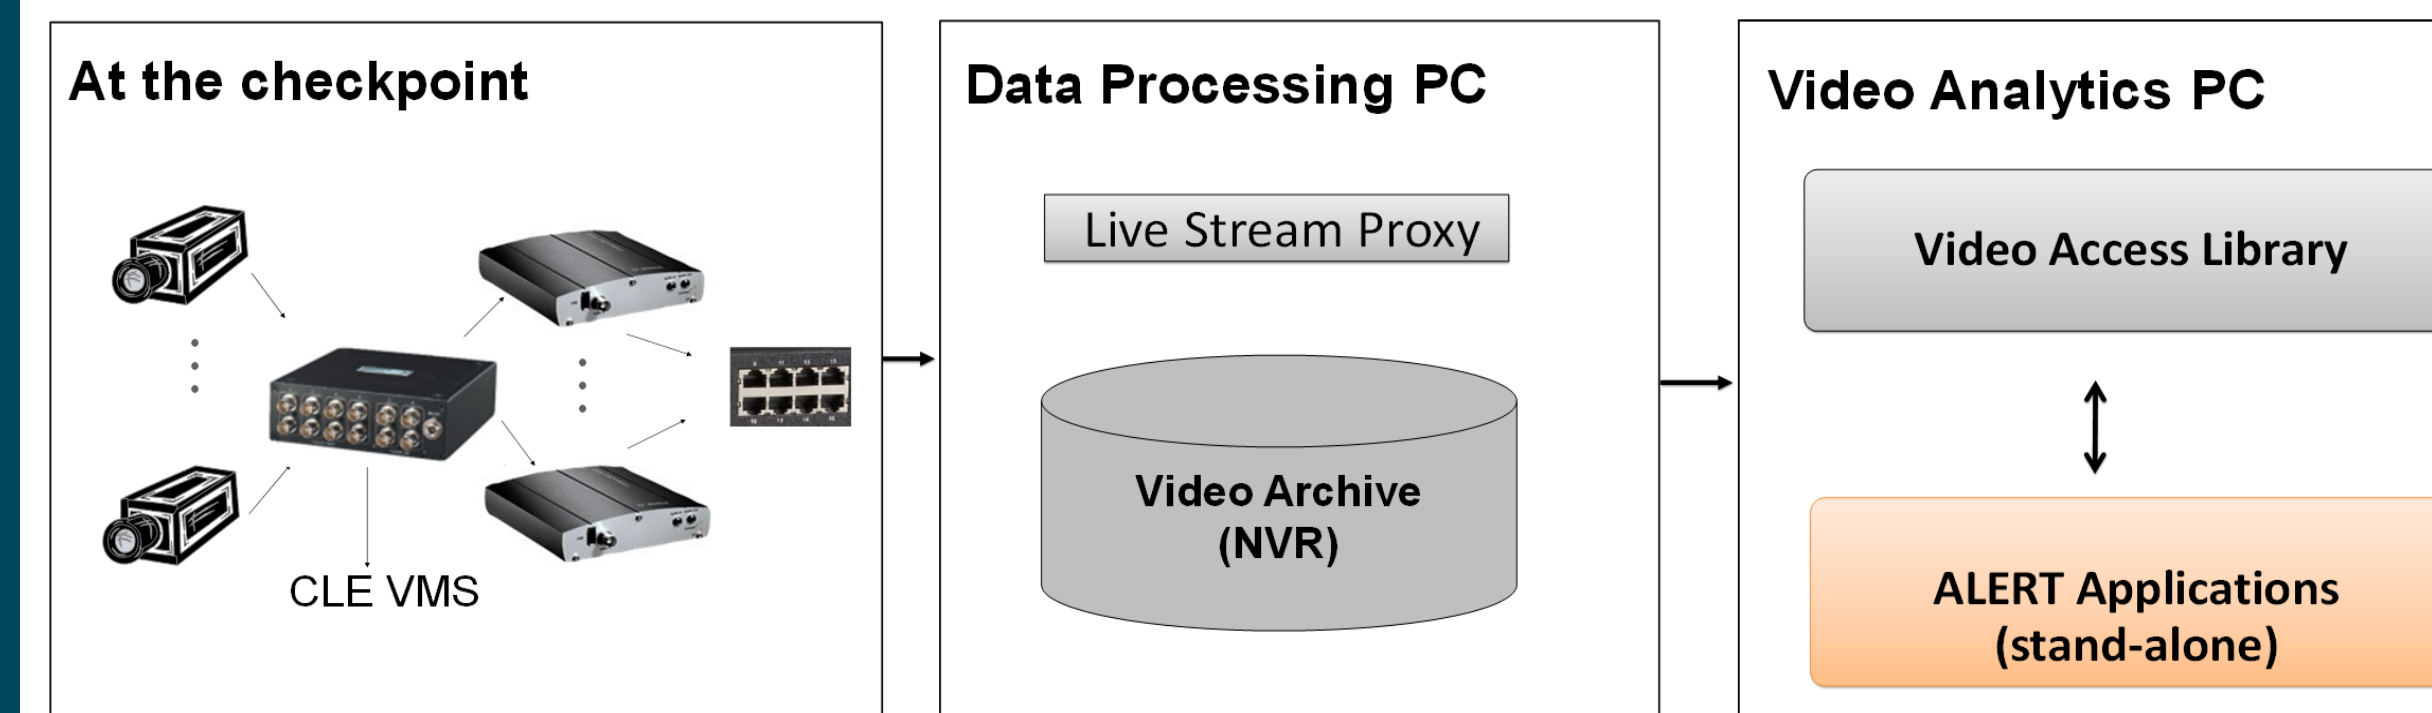 At the checkpoint
CLE VMS
Data Processing PC
Live Stream Proxy
Video Archive
(NVR)
Video Analytics PC
Video Access Library
ALERT Applications
(stand-alone)